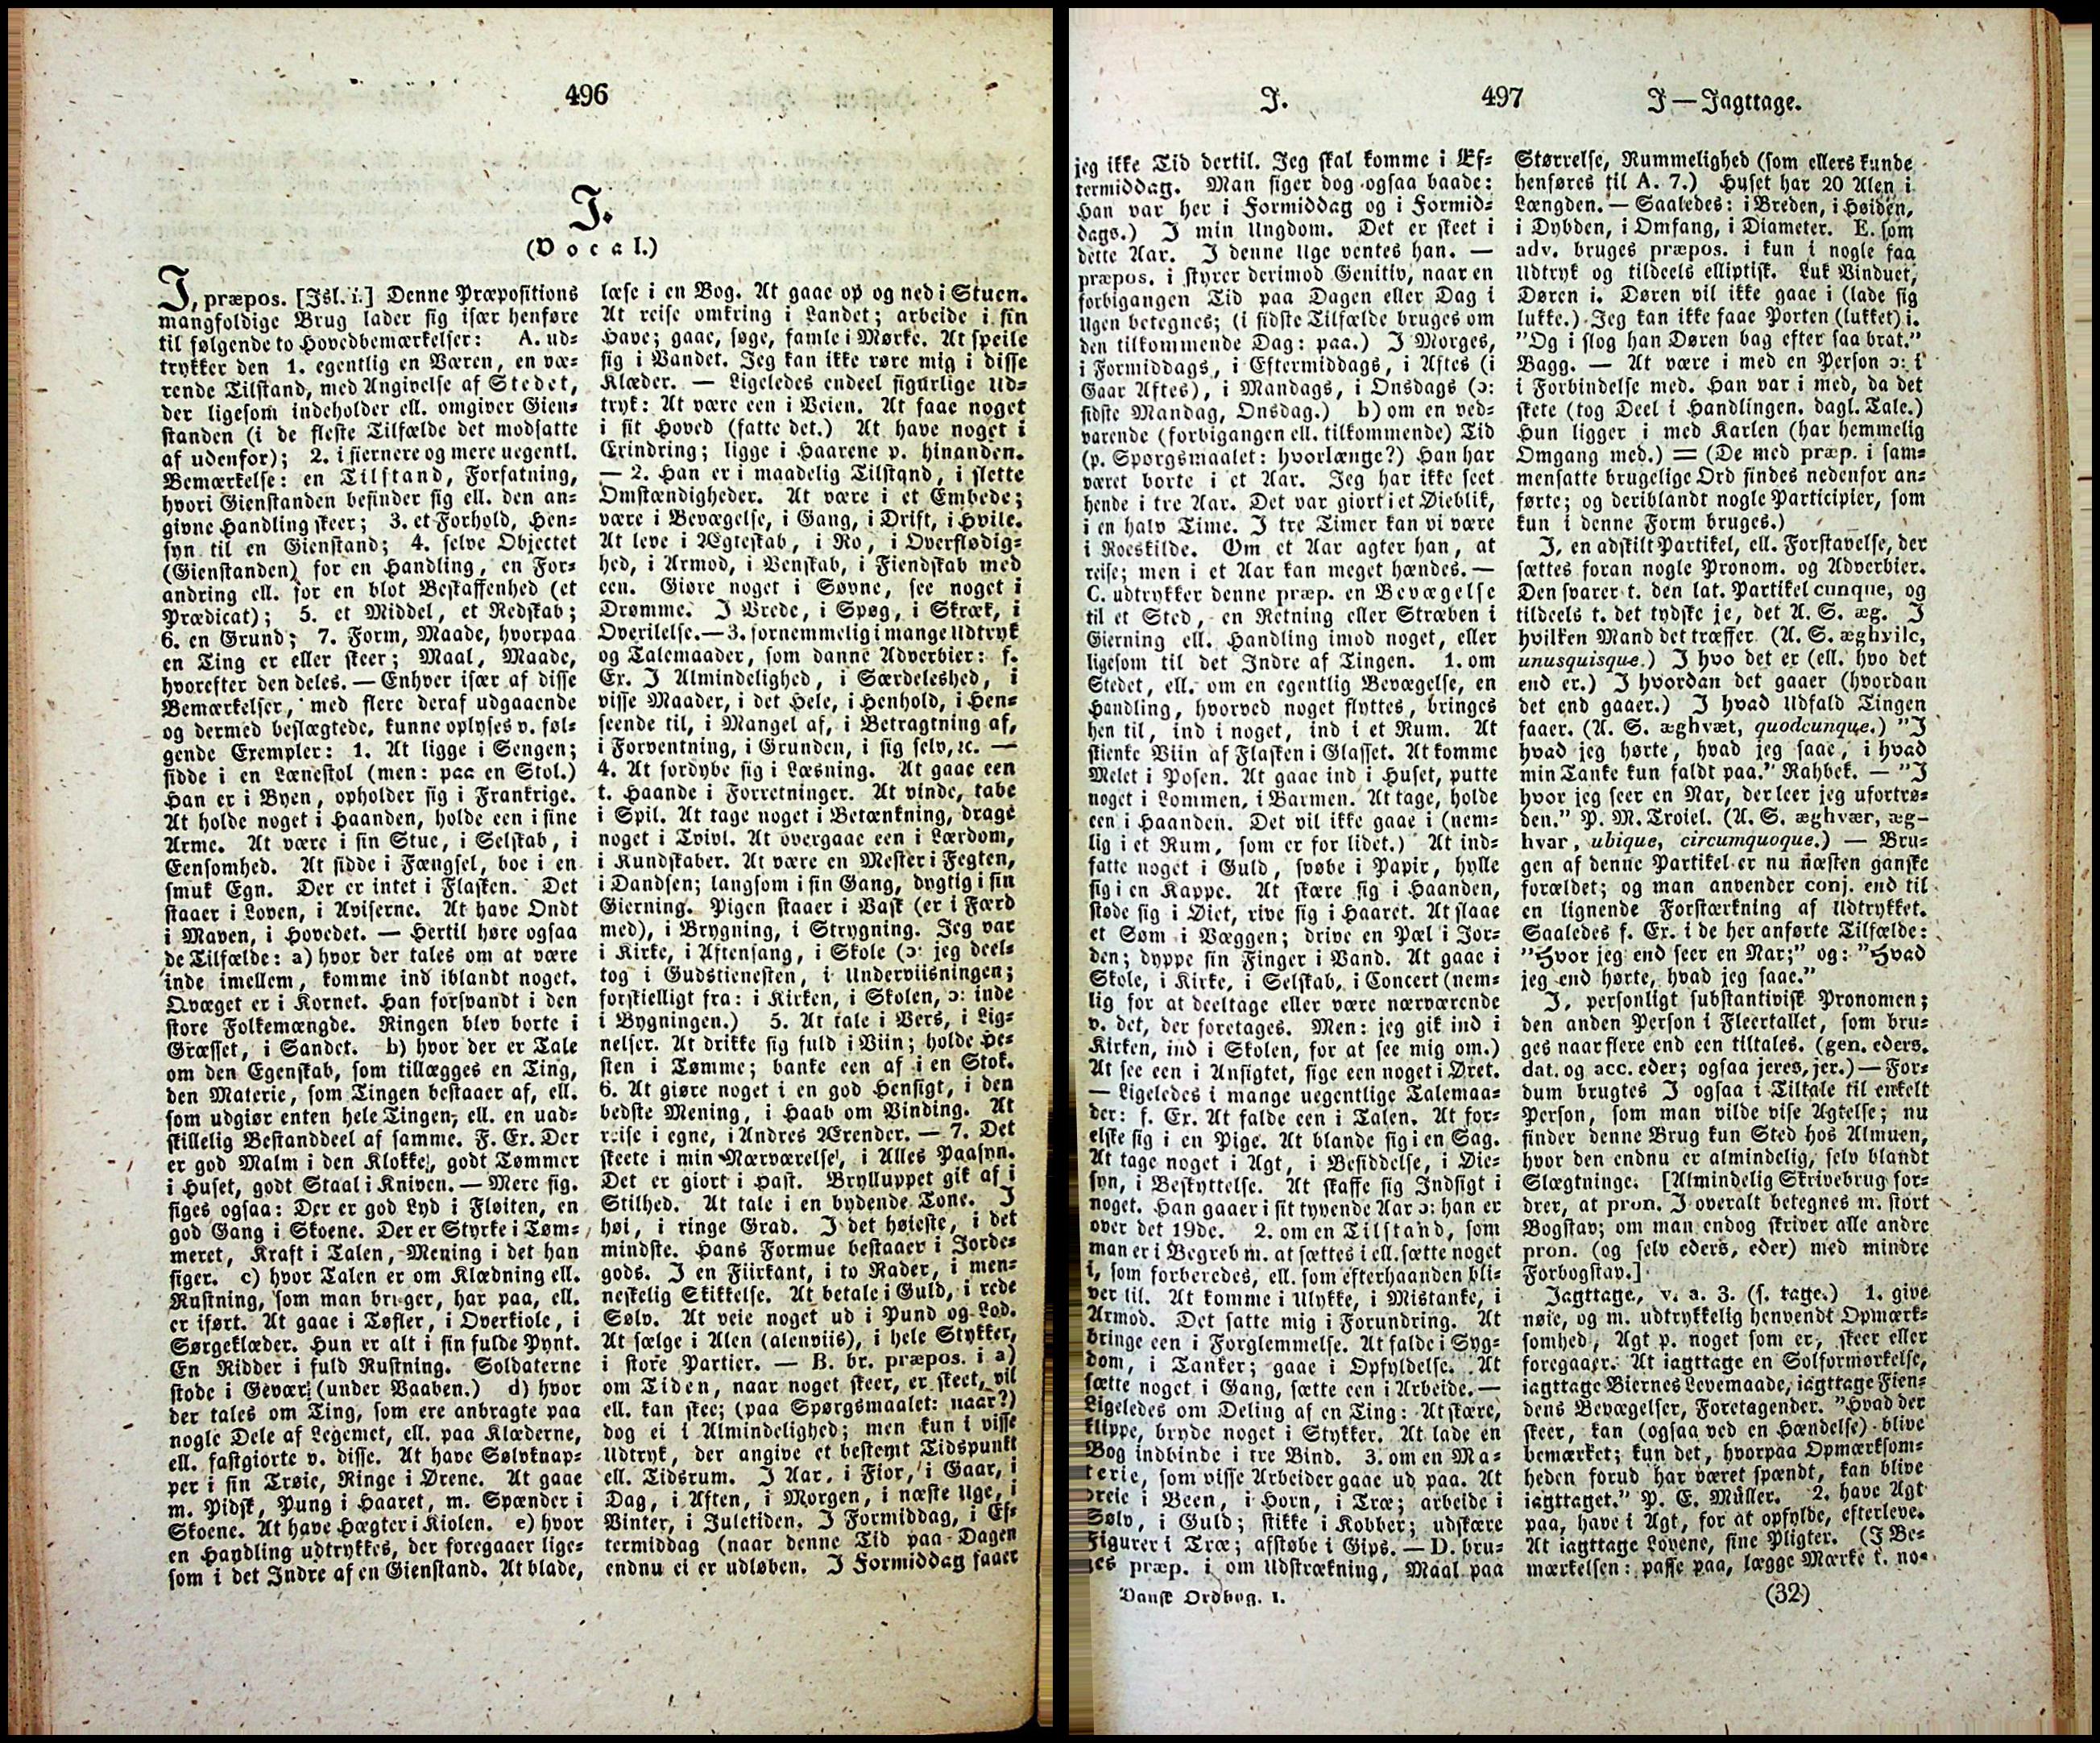 496
I.
(Vocal.)
I, præpos. [Isl. i.] Denne Præpositions
mangfoldige Brug lader sig især henføre
til følgende to Hovedbemærkelser: A. ud-
trykker den 1. egentlig en Væren, en væ-
rende Tilstand, med Angivelse af Stedet,
der ligesom indeholder ell. omgiver Gien-
standen (i de fleste Tilfælde det modsatte
af udenfor); 2. i fiernere og mere uegentl.
Bemærkelse: en Tilstand, Forfatning,
hvori Gienstanden befinder sig ell. den an-
givne Handling skeer; 3. et Forhold, Hen-
syn til en Gienstand; 4. selve Objectet
(Gienstanden) for en Handling, en For-
andring ell. for en blot Beskaffenhed (et
Prædicat); 5. et Middel, et Redskab;
6. en Grund; 7. Form, Maade, hvorpaa
en Ting er eller skeer; Maal, Maade,
hvorefter den deles. — Enhver især af disse
Bemærkelser, med flere deraf udgaaende
og dermed beslægtede, kunne oplyses v. føl-
gende Exempler: 1. At ligge i Sengen;
sidde i en Lænestol (men: paa en Stol.)
Han er i Byen, opholder sig i Frankrige.
At holde noget i Haanden, holde een i sine
Arme. At være i sin Stue, i Selskab, i
Eensomhed. At sidde i Fængsel, boe i en
smuk Egn. Der er intet i Flasken. Det
staaer i Loven, i Aviserne. At have Ondt
i Maven, i Hovedet. — Hertil høre ogsaa
de Tilfælde: a) hvor der tales om at være
inde imellem, komme ind iblandt noget.
Qvæget er i Kornet. Han forsvandt i den
store Folkemængde. Ringen blev borte i
Græsset, i Sandet. b) hvor der er Tale
om den Egenskab, som tillægges en Ting,
den Materie, som Tingen bestaaer af, ell.
som udgiør enten hele Tingen, ell. en uad-
skillelig Bestanddeel af samme. F. Ex. Der
er god Malm i den Klokke, godt Tømmer
i Huset, godt Staal i Kniven. — Mere fig.
siges ogsaa: Der er god Lyd i Fløiten, en
god Gang i Skoene. Der er Styrke i Tøm-
meret, Kraft i Talen, Mening i det han
siger. c) hvor Talen er om Klædning ell.
Rustning, som man bruger, har paa, ell.
er iført. At gaae i Tøfler, i Overkiole, i
Sørgeklæder. Hun er alt i sin fulde Pynt.
En Ridder i fuld Rustning. Soldaterne
stode i Gevær; (under Vaaben.) d) hvor
der tales om Ting, som ere anbragte paa
nogle Dele af Legemet, ell. paa Klæderne,
ell. fastgiorte v. disse. At have Sølvknap-
per i sin Trøie, Ringe i Ørene. At gaae
m. Pidsk, Pung i Haaret, m. Spænder i
Skoene. At have Hægter i Kiolen. e) hvor
en Handling udtrykkes, der foregaaer lige-
som i det Indre af en Gienstand. At blade,
læse i en Bog. At gaae op og ned i Stuen.
At reise omkring i Landet; arbeide i sin
Have; gaae, søge, famle i Mørke. At speile
sig i Vandet. Jeg kan ikke røre mig i disse
Klæder. — Ligeledes endeel figurlige Ud-
tryk: At være een i Veien. At faae noget
i sit Hoved (fatte det.) At have noget i
Erindring; ligge i Haarene p. hinanden.
— 2. Han er i maadelig Tilstand, i slette
Omstændigheder. At være i et Embede;
være i Bevægelse, i Gang, i Drift, i Hvile.
At leve i Ægteskab, i Ro, i Overflødig-
hed, i Armod, i Venskab, i Fiendskab med
een. Giøre noget i Søvne, see noget i
Drømme. I Vrede, i Spøg, i Skræk, i
Overilelse. — 3. fornemmelig i mange Udtryk
og Talemaader, som danne Adverbier: f.
Ex. I Almindelighed, i Særdeleshed, i
visse Maader, i det Hele, i Henhold, i Hen-
seende til, i Mangel af, i Betragtning af,
i Forventning, i Grunden, i sig selv, ꝛc. —
4. At fordybe sig i Læsning. At gaae een
t. Haande i Forretninger. At vinde, tabe
i Spil. At tage noget i Betænkning, drage
noget i Tvivl. At overgaae een i Lærdom,
i Kundskaber. At være en Mester i Fegten,
i Dandsen; langsom i sin Gang, dygtig i sin
Gierning. Pigen staaer i Vask (er i Færd
med), i Brygning, i Strygning. Jeg var
i Kirke, i Aftensang, i Skole (ɔ: jeg deel-
tog i Gudstienesten, i Underviisningen;
forskielligt fra: i Kirken, i Skolen, ɔ: inde
i Bygningen.) 5. At tale i Vers, i Lig-
nelser. At drikke sig fuld i Viin; holde He-
sten i Tømme; banke een af i en Stok.
6. At giøre noget i en god Hensigt, i den
bedste Mening, i Haab om Vinding. At
reise i egne, i Andres Ærender. — 7. Det
skeete i min Nærværelse, i Alles Paasyn.
Det er giort i Hast. Brylluppet gik af i
Stilhed. At tale i en bydende Tone. I
høi, i ringe Grad. I det høieste, i det
mindste. Hans Formue bestaaer i Jorde-
gods. I en Fiirkant, i to Rader, i men-
neskelig Skikkelse. At betale i Guld, i rede
Sølv. At veie noget ud i Pund og Lod.
At sælge i Alen (alenviis), i hele Stykker,
i store Partier. — B. br. præpos. i a)
om Tiden, naar noget skeer, er skeet, vil
ell. kan skee; (paa Spørgsmaalet: naar?)
dog ei i Almindelighed; men kun i visse
Udtryk, der angive et bestemt Tidspunkt
ell. Tidsrum. I Aar, i Fior, i Gaar, i
Dag, i Aften, i Morgen, i næste Uge, i
Vinter, i Juletiden. I Formiddag, i Ef-
termiddag (naar denne Tid paa Dagen
endnu ei er udløben. I Formiddag faaer
I.
497
I—Jagttage.
jeg ikke Tid dertil. Jeg skal komme i Ef-
termiddag. Man siger dog ogsaa baade:
Han var her i Formiddag og i Formid-
dags.) I min Ungdom. Det er skeet i
dette Aar. I denne Uge ventes han. —
præpos. i styrer derimod Genitiv, naar en
forbigangen Tid paa Dagen eller Dag i
Ugen betegnes; (i sidste Tilfælde bruges om
den tilkommende Dag: paa.) I Morges,
i Formiddags, i Eftermiddags, i Aftes (i
Gaar Aftes), i Mandags, i Onsdags (ɔ:
sidste Mandag, Onsdag.) b) om en ved-
varende (forbigangen ell. tilkommende) Tid
(p. Spørgsmaalet: hvorlænge?) Han har
været borte i et Aar. Jeg har ikke seet
hende i tre Aar. Det var giort i et Øieblik,
i en halv Time. I tre Timer kan vi være
i Roeskilde. Om et Aar agter han, at
reise; men i et Aar kan meget hændes. —
C. udtrykker denne præp. en Bevægelse
til et Sted, en Retning eller Stræben i
Gierning ell. Handling imod noget, eller
ligesom til det Indre af Tingen. 1. om
Stedet, ell. om en egentlig Bevægelse, en
Handling, hvorved noget flyttes, bringes
hen til, ind i noget, ind i et Rum. At
skienke Viin af Flasken i Glasset. At komme
Melet i Posen. At gaae ind i Huset, putte
noget i Lommen, i Barmen. At tage, holde
een i Haanden. Det vil ikke gaae i (nem-
lig i et Rum, som er for lidet.) At ind-
fatte noget i Guld, svøbe i Papir, hylle
sig i en Kappe. At skære sig i Haanden,
støde sig i Øiet, rive sig i Haaret. At slaae
et Søm i Væggen; drive en Pæl i Jor-
den; dyppe sin Finger i Vand. At gaae i
Skole, i Kirke, i Selskab, i Concert (nem-
lig for at deeltage eller være nærværende
v. det, der foretages. Men: jeg gik ind i
Kirken, ind i Skolen, for at see mig om.)
At see een i Ansigtet, sige een noget i Øret.
— Ligeledes i mange uegentlige Talemaa-
der: f. Ex. At falde een i Talen. At for-
elske sig i en Pige. At blande sig i en Sag.
At tage noget i Agt, i Besiddelse, i Øie-
syn, i Beskyttelse. At skaffe sig Indsigt i
noget. Han gaaer i sit tyvende Aar ɔ: han er
over det 19de. 2. om en Tilstand, som
man er i Begreb m. at sættes i ell. sætte noget
i, som forberedes, ell. som efterhaanden bli-
ver til. At komme i Ulykke, i Mistanke, i
Armod. Det satte mig i Forundring. At
bringe een i Forglemmelse. At falde i Syg-
dom, i Tanker; gaae i Opfyldelse. At
sætte noget i Gang, sætte een i Arbeide. —
Ligeledes om Deling af en Ting: At skære,
klippe, bryde noget i Stykker. At lade en
Bog indbinde i tre Bind. 3. om en Ma-
terie, som visse Arbeider gaae ud paa. At
dreie i Been, i Horn, i Træ; arbeide i
Sølv, i Guld; stikke i Kobber; udskære
Figurer i Træ; afstøbe i Gips. — D. bru-
ges præp. i om Udstrækning, Maal paa
Dansk Ordbog. I.
Størrelse, Rummelighed (som ellers kunde
henføres til A. 7.) Huset har 20 Alen i
Længden. — Saaledes: i Breden, i Høiden,
i Dybden, i Omfang, i Diameter. E. som
adv. bruges præpos. i kun i nogle faa
Udtryk og tildeels elliptisk. Luk Vinduet,
Døren i. Døren vil ikke gaae i (lade sig
lukke.) Jeg kan ikke faae Porten (lukket) i.
"Og i slog han Døren bag efter saa brat."
Bagg. — At være i med en Person ɔ: i
i Forbindelse med. Han var i med, da det
skete (tog Deel i Handlingen. dagl. Tale.)
Hun ligger i med Karlen (har hemmelig
Omgang med.) = (De med præp. i sam-
mensatte brugelige Ord findes nedenfor an-
førte; og deriblandt nogle Participier, som
kun i denne Form bruges.)
I, en adskilt Partikel, ell. Forstavelse, der
sættes foran nogle Pronom. og Adverbier.
Den svarer t. den lat. Partikel cunque, og
tildeels t. det tydske je, det A. S. æg. I
hvilken Mand det træffer. (A. S. æghvilc,
unusquisque.) I hvo det er (ell. hvo det
end er.) I hvordan det gaaer (hvordan
det end gaaer.) I hvad Udfald Tingen
faaer. (A. S. æghvæt, quodcunque.) "I
hvad jeg hørte, hvad jeg saae, i hvad
min Tanke kun faldt paa." Rahbek. — "I
hvor jeg seer en Nar, der leer jeg ufortrø-
den." P. M. Troiel. (A. S. æghvær, æg-
hvar, ubique, circumquoque.) — Bru-
gen af denne Partikel er nu næsten ganske
forældet; og man anvender conj. end til
en lignende Forstærkning af Udtrykket.
Saaledes f. Ex. i de her anførte Tilfælde:
"Hvor jeg end seer en Nar;" og: "Hvad
jeg end hørte, hvad jeg saae."
I, personligt substantivisk Pronomen;
den anden Person i Fleertallet, som bru-
ges naar flere end een tiltales. (gen. eders.
dat. og acc. eder; ogsaa jeres, jer.) — For-
dum brugtes I ogsaa i Tiltale til enkelt
Person, som man vilde vise Agtelse; nu
finder denne Brug kun Sted hos Almuen,
hvor den endnu er almindelig, selv blandt
Slægtninge. [Almindelig Skrivebrug for-
drer, at pron. I overalt betegnes m. stort
Bogstav; om man endog skriver alle andre
pron. (og selv eders, eder) med mindre
Forbogstav.]
Jagttage, v. a. 3. (s. tage.) 1. give
nøie, og m. udtrykkelig henvendt Opmærk-
somhed, Agt p. noget som er, skeer eller
foregaaer. At iagttage en Solformørkelse,
iagttage Biernes Levemaade, iagttage Fien-
dens Bevægelser, Foretagender. "Hvad der
skeer, kan (ogsaa ved en Hændelse) blive
bemærket; kun det, hvorpaa Opmærksom-
heden forud har været spændt, kan blive
iagttaget." P. E. Müller. 2. have Agt
paa, have i Agt, for at opfylde, efterleve.
At iagttage Lovene, sine Pligter. (I Be-
mærkelsen: passe paa, lægge Mærke t. no-
(32)